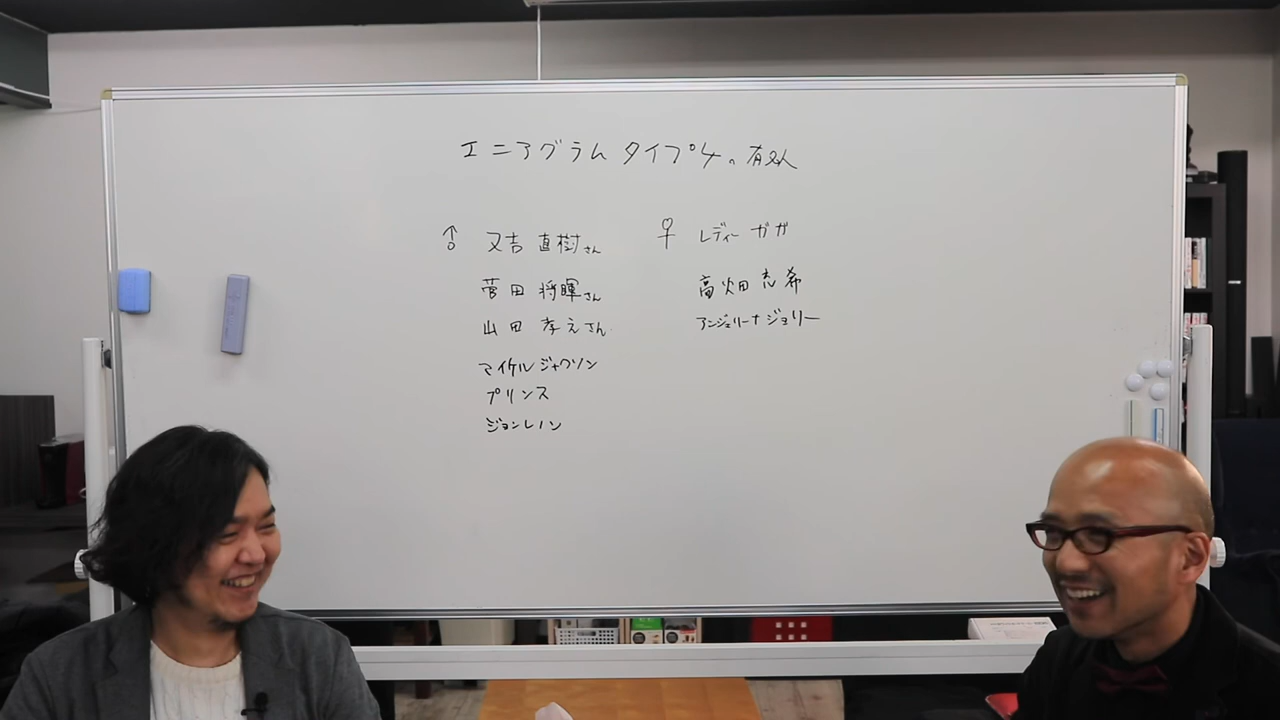 エニアグラム タイプ4の有名人
♂ 又吉 直樹さん
菅田 将暉さん
山田 孝之さん
マイケルジャクソン
プリンス
ジョンレノン
♀ レディー ガガ
高畑 充希
アンジェリーナ ジョリー